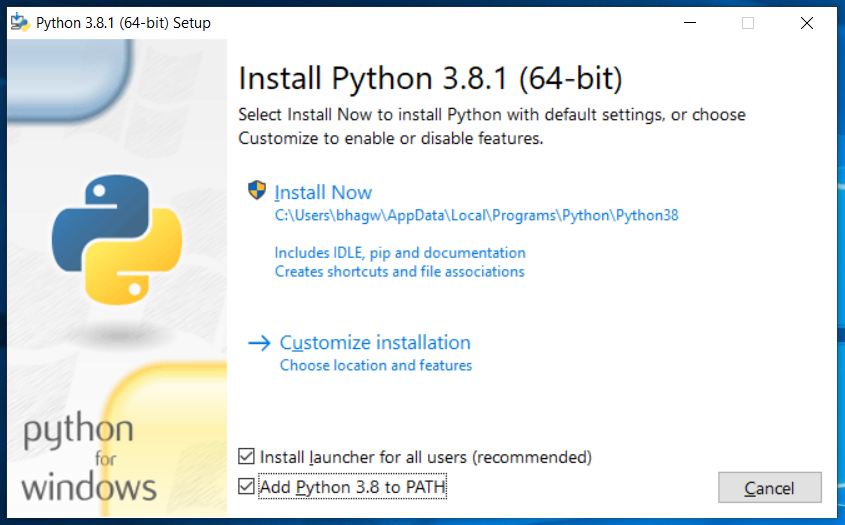 Python 3.8.1 (64-bit) Setup
Install Python 3.8.1 (64-bit)
Select Install Now to install Python with default settings, or choose
Customize to enable or disable features.
Install Now
C:\Users\bhagw\AppData\Local\Programs\Python\Python38
Includes IDLE, pip and documentation
Creates shortcuts and file associations
Customize installation
Choose location and features
python
for
windows
Install launcher for all users (recommended)
Add Python 3.8 to PATH
Cancel